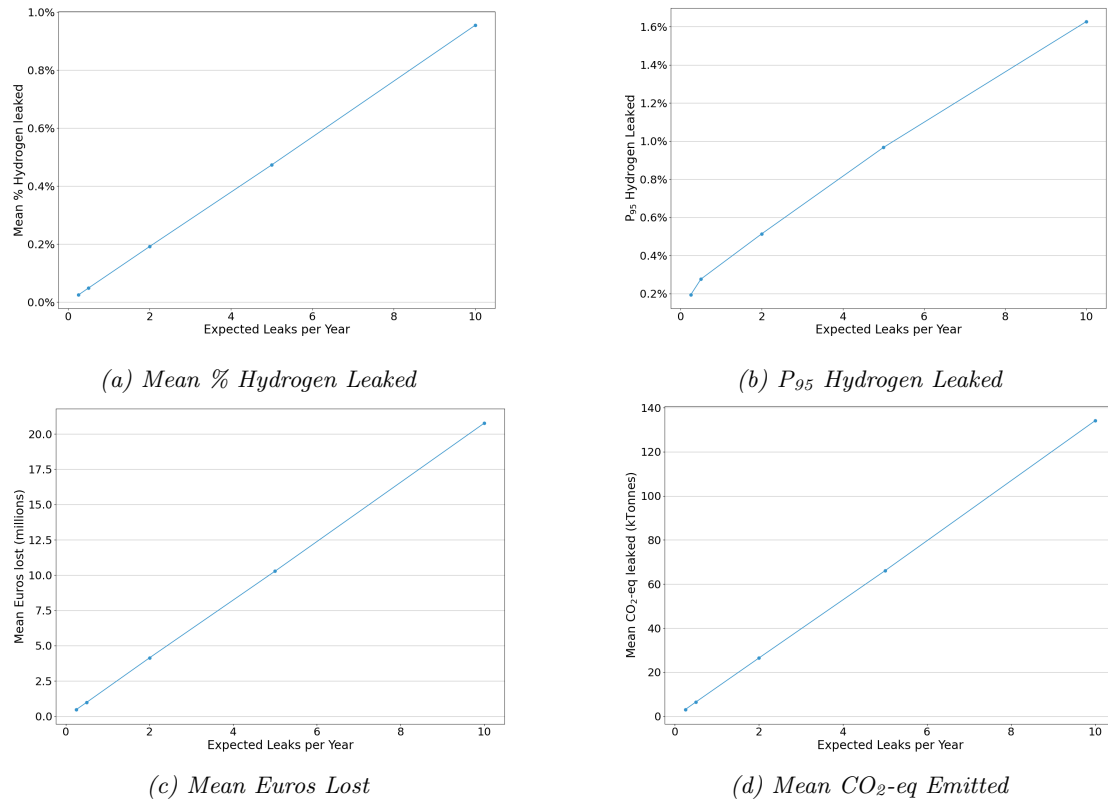 1.0%
0.8%
0.6%
0.4%
0.2%
0.0%
Mean % Hydrogen leaked
0 2 4 6 8 10
Expected Leaks per Year
(a) Mean % Hydrogen Leaked
1.6%
1.4%
1.2%
1.0%
0.8%
0.6%
0.4%
0.2%
P₉₅ Hydrogen Leaked
0 2 4 6 8 10
Expected Leaks per Year
(b) P₉₅ Hydrogen Leaked
20.0
17.5
15.0
12.5
10.0
7.5
5.0
2.5
0.0
Mean Euros lost (millions)
0 2 4 6 8 10
Expected Leaks per Year
(c) Mean Euros Lost
140
120
100
80
60
40
20
0
Mean CO₂-eq leaked (kTonnes)
0 2 4 6 8 10
Expected Leaks per Year
(d) Mean CO₂-eq Emitted